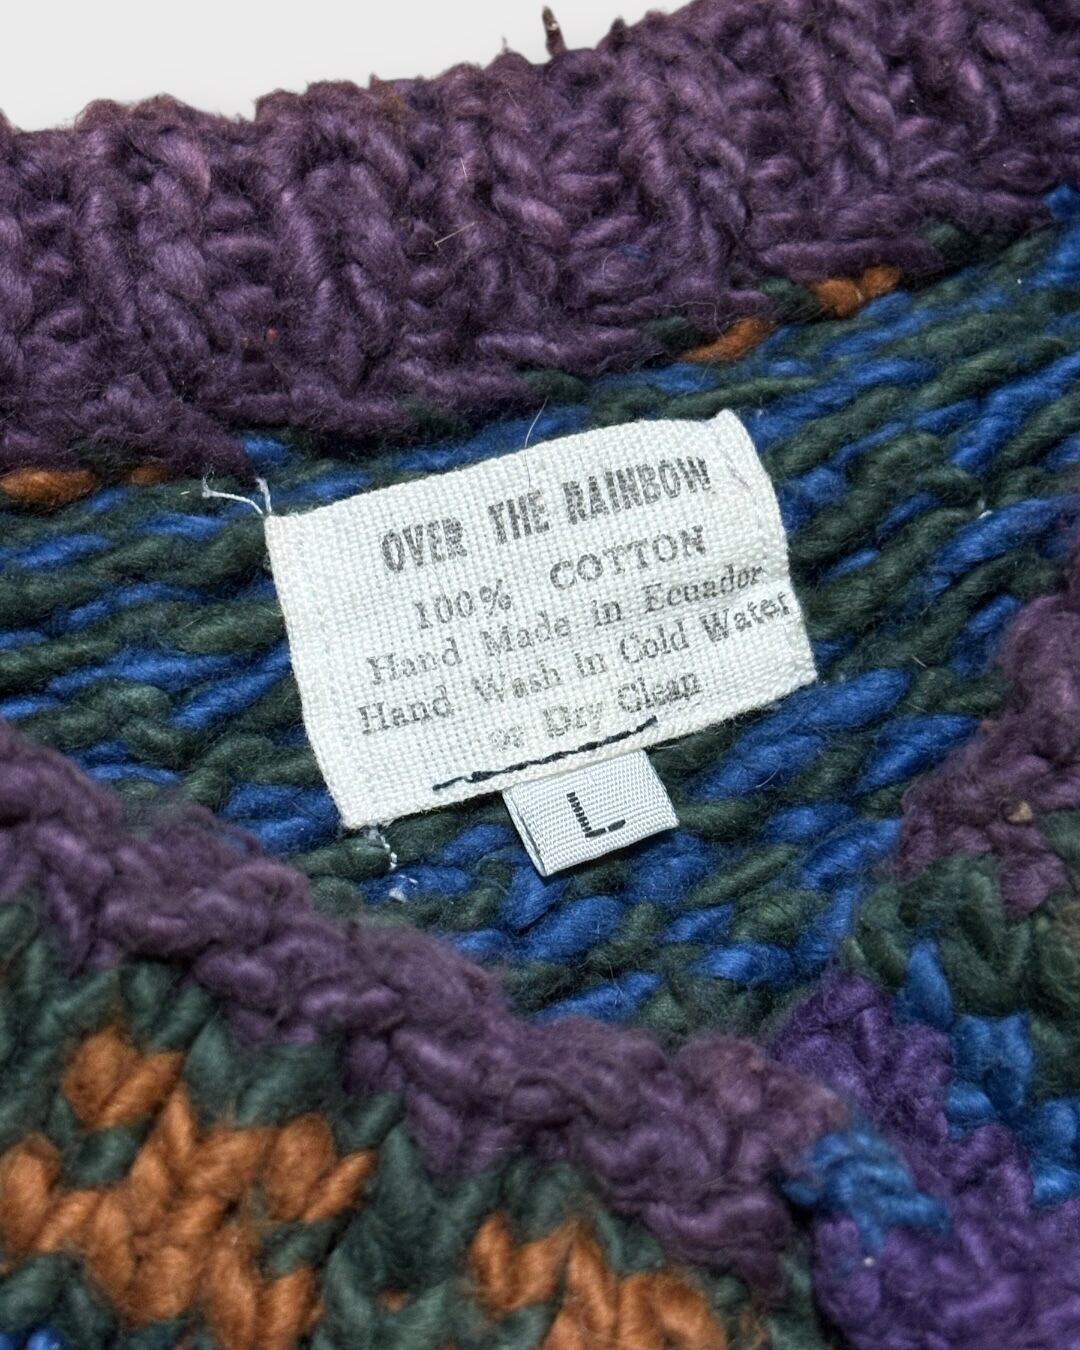 OVER THE RAINBOW
100% COTTON
Hand Made in Ecuador
Hand Wash in Cold Water
or Dry Clean
L